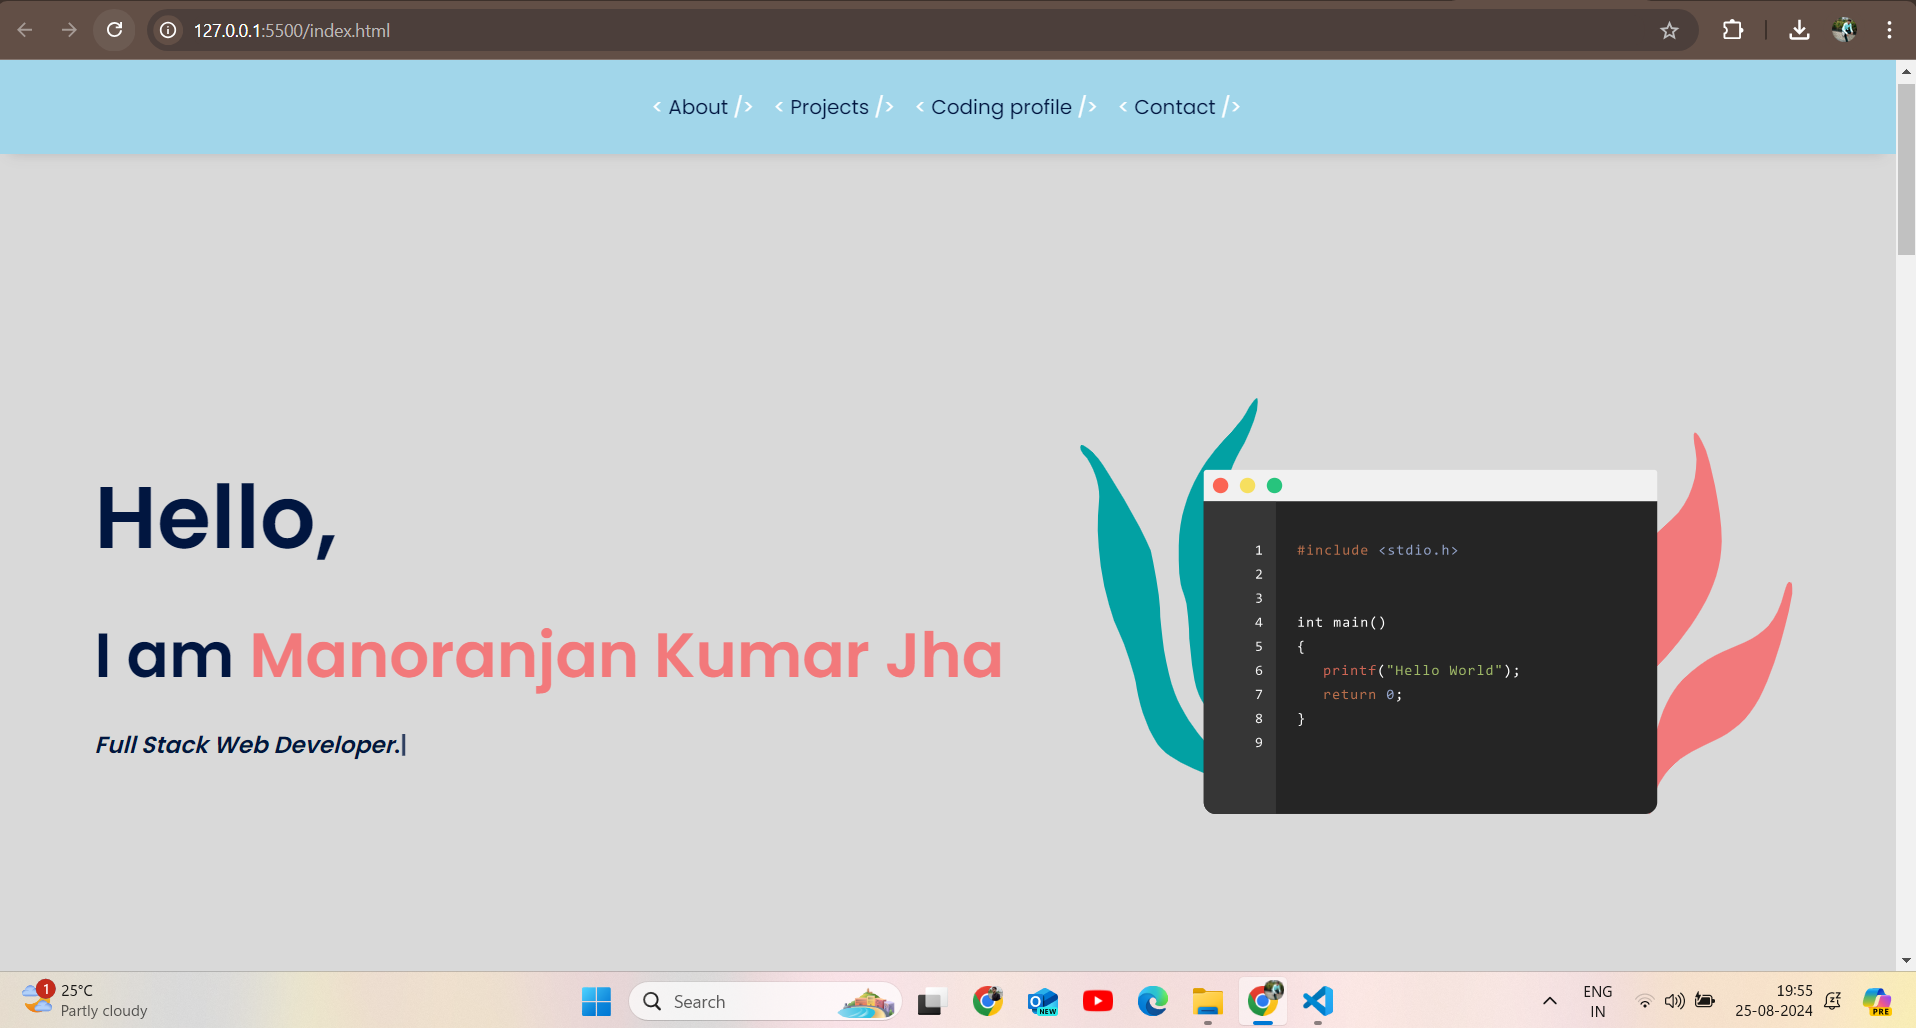 127.0.0.1:5500/index.html
< About /> < Projects /> < Coding profile /> < Contact />
Hello,
I am Manoranjan Kumar Jha
Full Stack Web Developer.|
1 #include <stdio.h>
2
3
4 int main()
5 {
6 printf("Hello World");
7 return 0;
8 }
9
1
25°C
Partly cloudy
Search
NEW
ENG
IN
19:55
25-08-2024
PRE